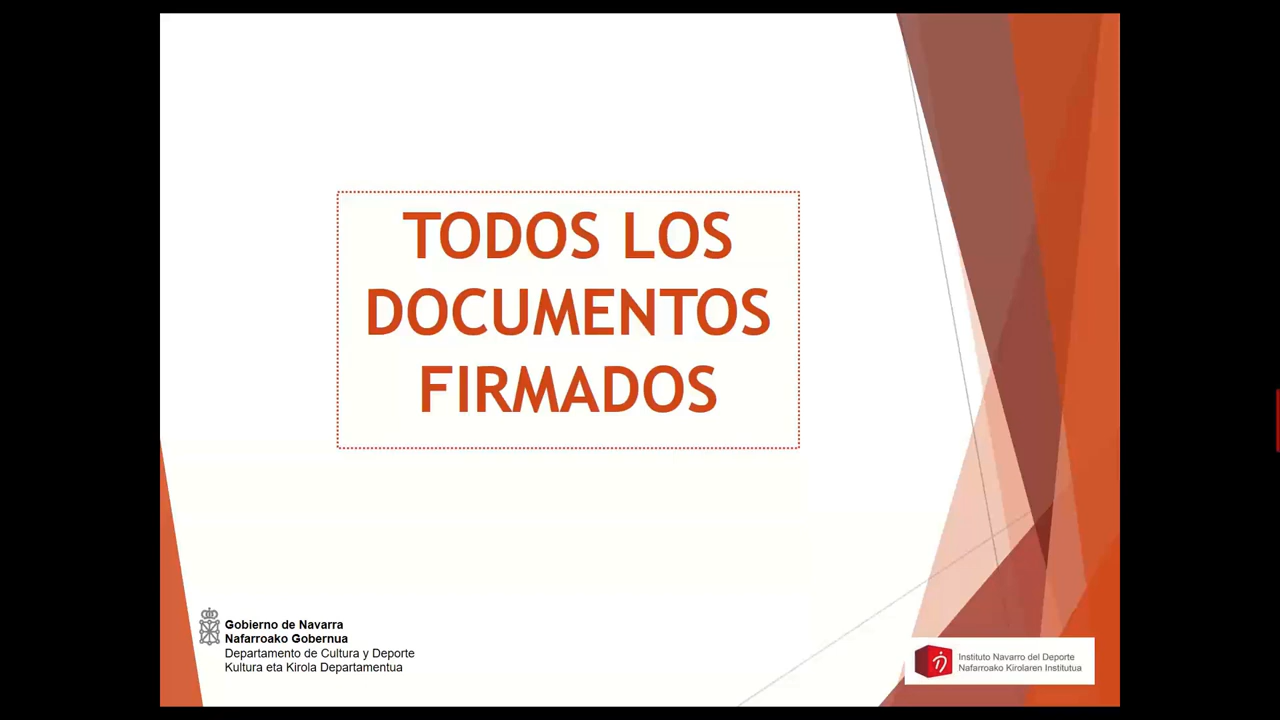 TODOS LOS
DOCUMENTOS
FIRMADOS
Gobierno de Navarra
Nafarroako Gobernua
Departamento de Cultura y Deporte
Kultura eta Kirola Departamentua
Instituto Navarro del Deporte
Nafarroako Kirolaren Institutua